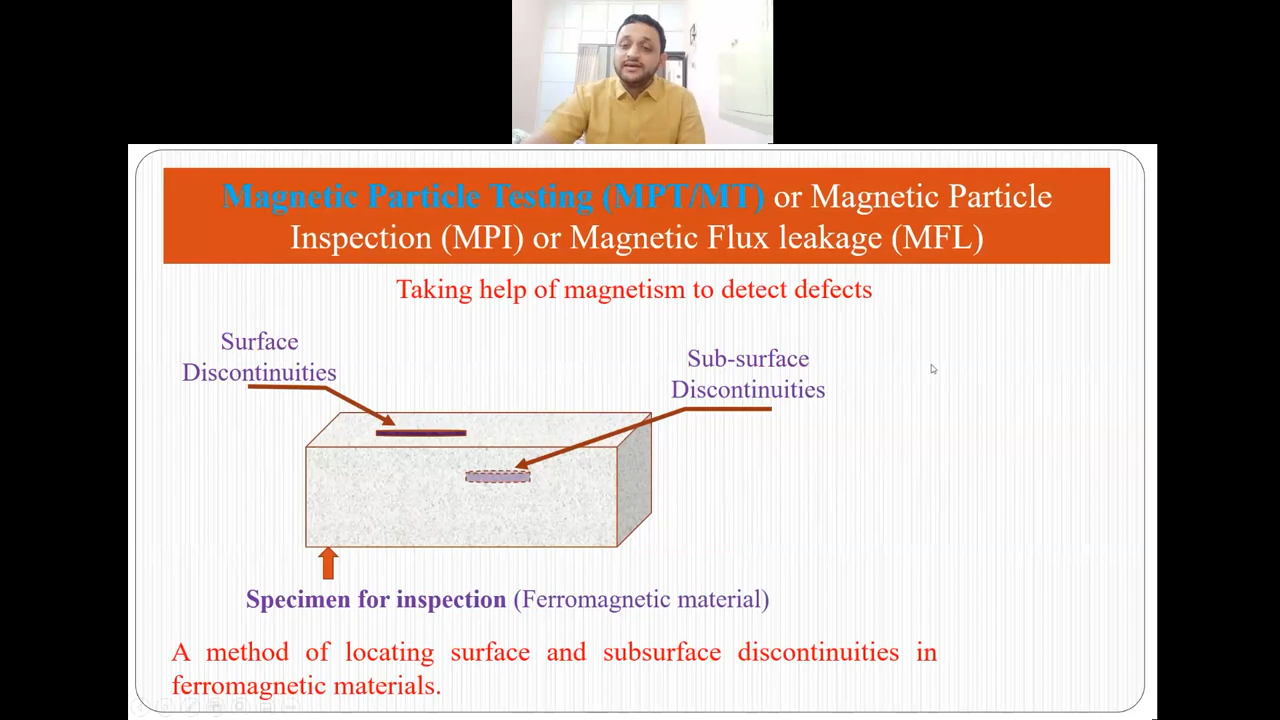 Magnetic Particle Testing (MPT/MT) or Magnetic Particle
Inspection (MPI) or Magnetic Flux leakage (MFL)
Taking help of magnetism to detect defects
Surface
Discontinuities
Sub-surface
Discontinuities
Specimen for inspection (Ferromagnetic material)
A method of locating surface and subsurface discontinuities in
ferromagnetic materials.